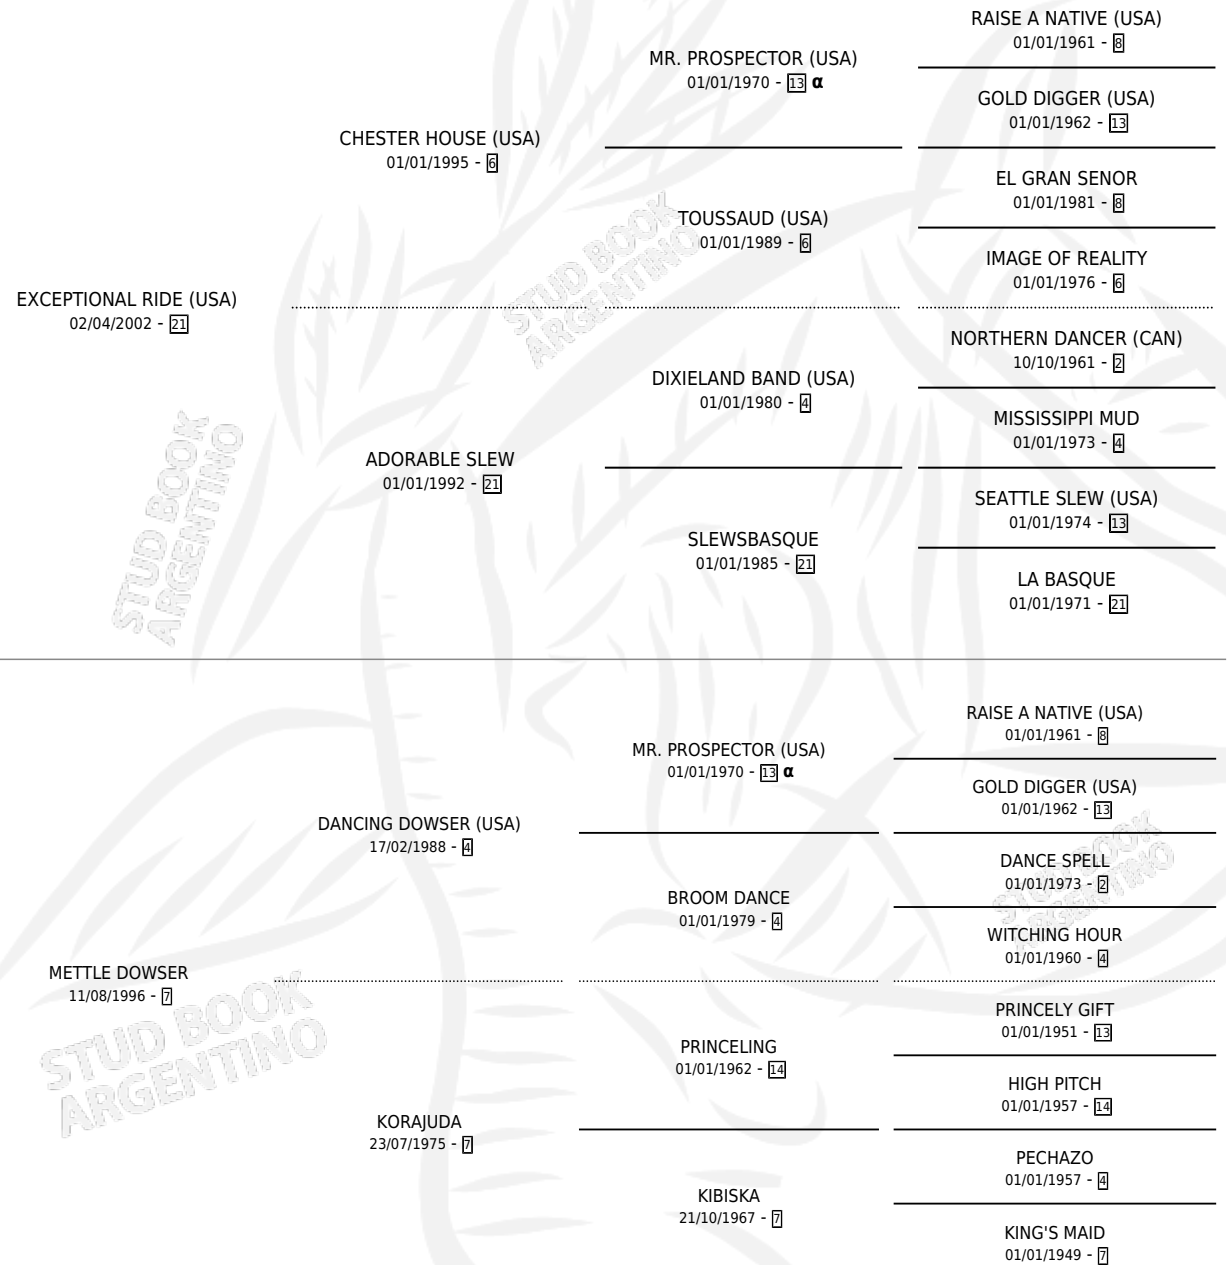 RAISE A NATIVE (USA)
01/01/1961 - 8
MR. PROSPECTOR (USA)
01/01/1970 - 13 α
GOLD DIGGER (USA)
01/01/1962 - 13
CHESTER HOUSE (USA)
01/01/1995 - 6
EL GRAN SENOR
01/01/1981 - 8
TOUSSAUD (USA)
01/01/1989 - 6
IMAGE OF REALITY
01/01/1976 - 6
EXCEPTIONAL RIDE (USA)
02/04/2002 - 21
NORTHERN DANCER (CAN)
10/10/1961 - 2
DIXIELAND BAND (USA)
01/01/1980 - 4
MISSISSIPPI MUD
01/01/1973 - 4
ADORABLE SLEW
01/01/1992 - 21
SEATTLE SLEW (USA)
01/01/1974 - 13
SLEWSBASQUE
01/01/1985 - 21
LA BASQUE
01/01/1971 - 21
RAISE A NATIVE (USA)
01/01/1961 - 8
MR. PROSPECTOR (USA)
01/01/1970 - 13 α
GOLD DIGGER (USA)
01/01/1962 - 13
DANCING DOWSER (USA)
17/02/1988 - 4
DANCE SPELL
01/01/1973 - 2
BROOM DANCE
01/01/1979 - 4
WITCHING HOUR
01/01/1960 - 4
METTLE DOWSER
11/08/1996 - 7
PRINCELY GIFT
01/01/1951 - 13
PRINCELING
01/01/1962 - 14
HIGH PITCH
01/01/1957 - 14
KORAJUDA
23/07/1975 - 7
PECHAZO
01/01/1957 - 4
KIBISKA
21/10/1967 - 7
KING'S MAID
01/01/1949 - 7
STUD BOOK
ARGENTINO
STUD BOOK
ARGENTINO
STUD BOOK
ARGENTINO
STUD BOOK
ARGENTINO